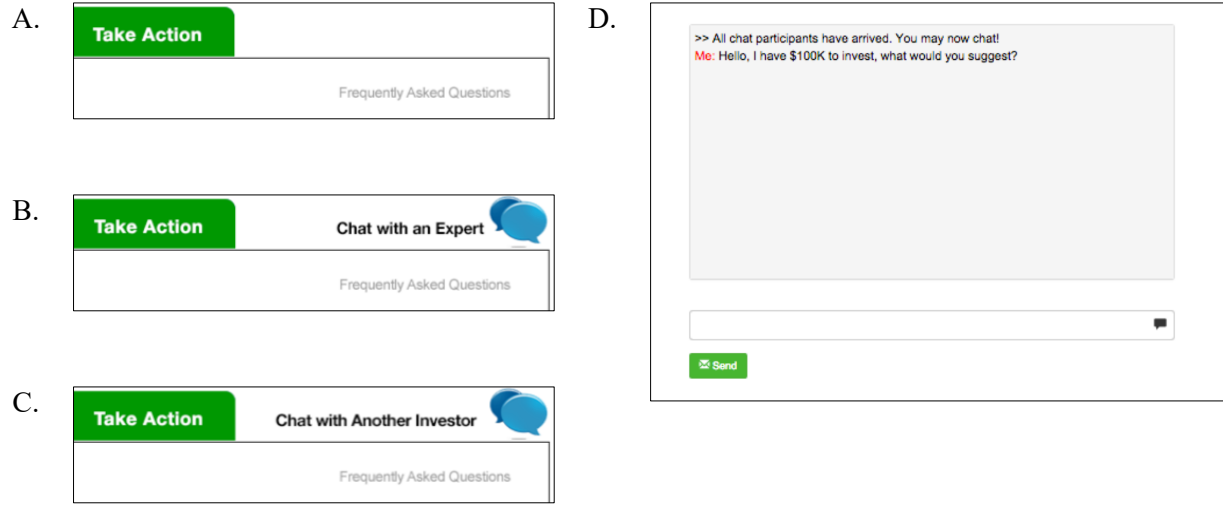 A.
Take Action
Frequently Asked Questions
B.
Take Action
Chat with an Expert
Frequently Asked Questions
C.
Take Action
Chat with Another Investor
Frequently Asked Questions
D.
>> All chat participants have arrived. You may now chat!
Me: Hello, I have $100K to invest, what would you suggest?
Send